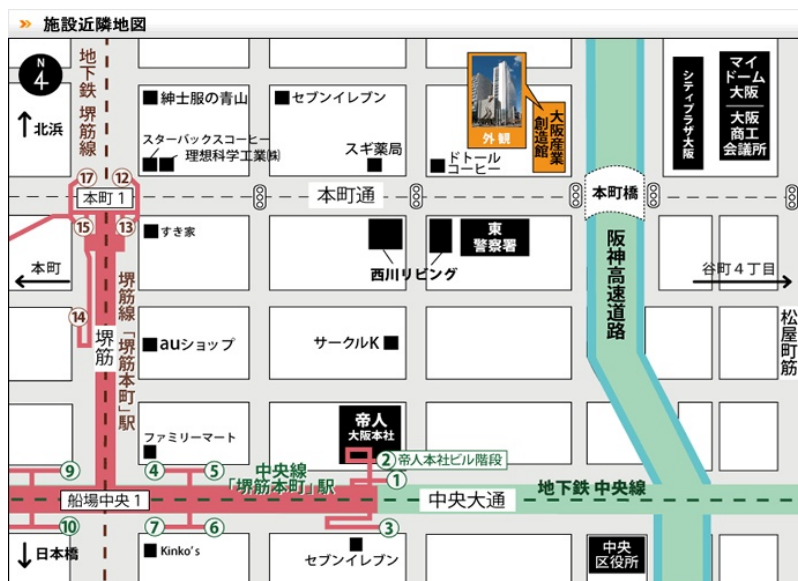 施設近隣地図
N
4
北浜
地下鉄 堺筋線
紳士服の青山
セブンイレブン
スターバックスコーヒー
理想科学工業㈱
スギ薬局
ドトール
コーヒー
外観
大阪産業
創造館
シティプラザ大阪
マイ
ドーム
大阪
大阪
商工
会議所
⑰
⑫
本町 1
本町通
本町橋
⑮
⑬
すき家
西川リビング
東
警察署
本町
谷町4丁目
⑭
堺筋
堺筋線「堺筋本町」駅
auショップ
サークルK
阪神高速道路
松屋町筋
ファミリーマート
帝人
大阪本社
②帝人本社ビル階段
①
⑨
④
⑤
中央線
「堺筋本町」駅
船場中央 1
中央大通
地下鉄 中央線
⑩
⑦
⑥
③
日本橋
Kinko's
セブンイレブン
中央
区役所